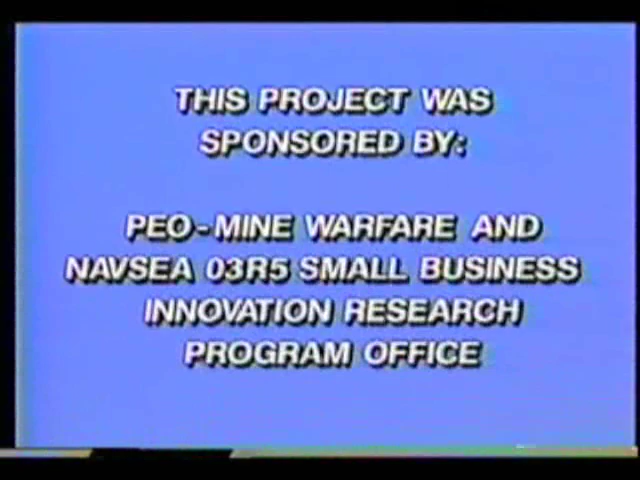 THIS PROJECT WAS
SPONSORED BY:
PEO-MINE WARFARE AND
NAVSEA 03R5 SMALL BUSINESS
INNOVATION RESEARCH
PROGRAM OFFICE